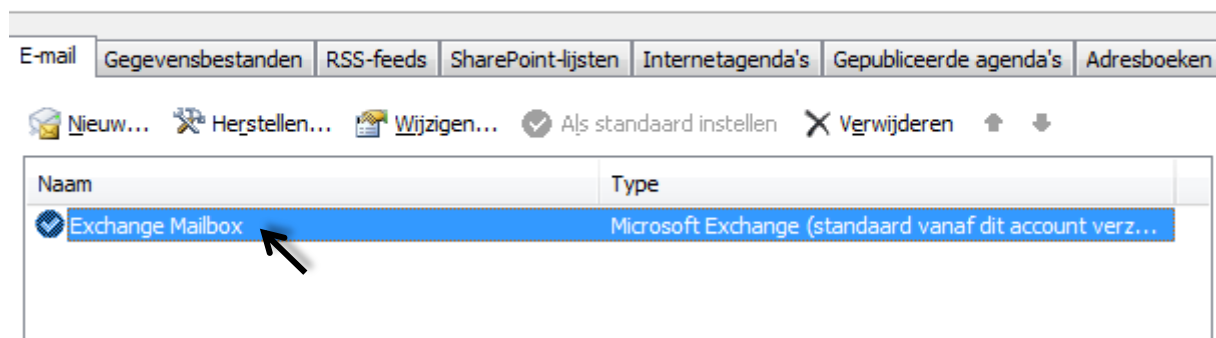 E-mail Gegevensbestanden RSS-feeds SharePoint-lijsten Internetagenda's Gepubliceerde agenda's Adresboeken
Nieuw... Herstellen... Wijzigen... Als standaard instellen Verwijderen
Naam Type
Exchange Mailbox Microsoft Exchange (standaard vanaf dit account verz...